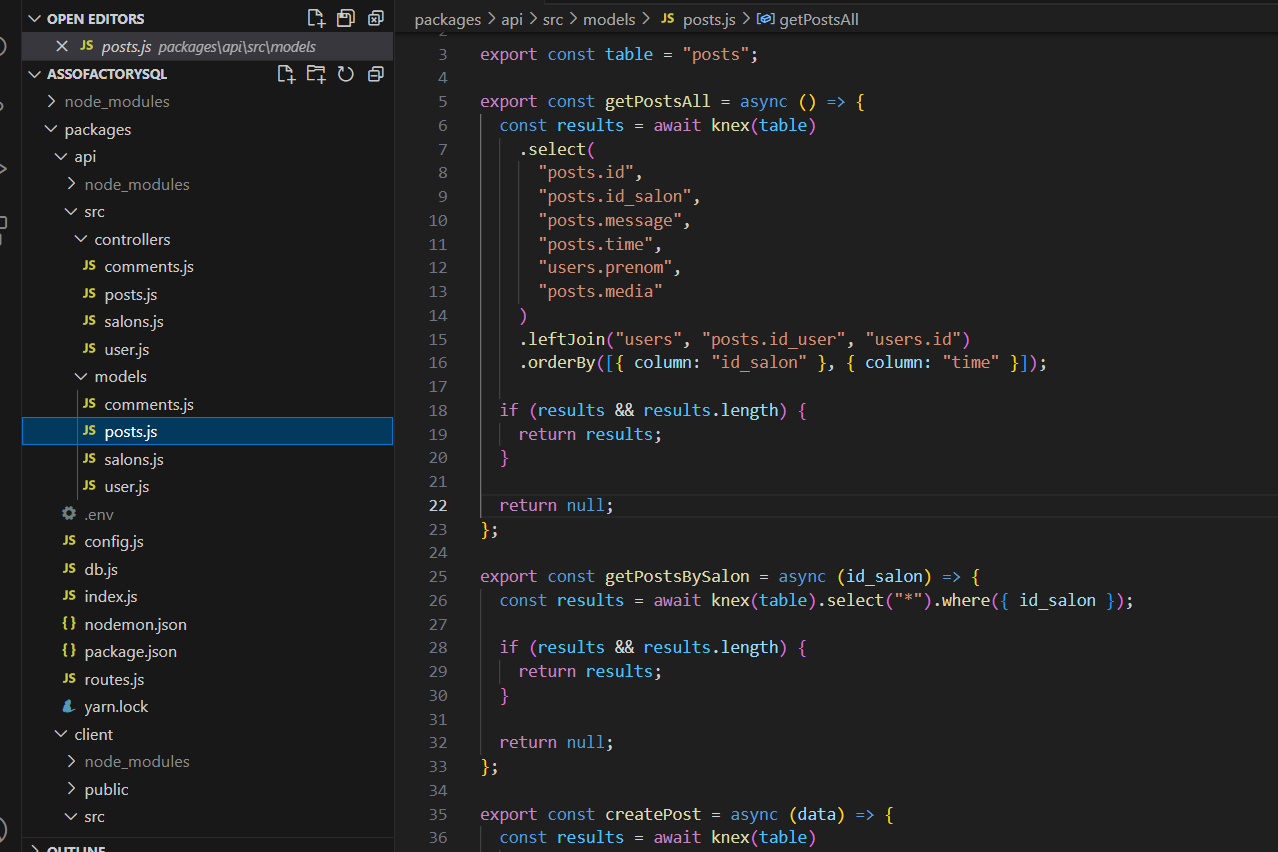 OPEN EDITORS
JS posts.js packages\api\src\models
ASSOFACTORYSQL
node_modules
packages
api
node_modules
src
controllers
JS comments.js
JS posts.js
JS salons.js
JS user.js
models
JS comments.js
JS posts.js
JS salons.js
JS user.js
.env
JS config.js
JS db.js
JS index.js
{} nodemon.json
{} package.json
JS routes.js
yarn.lock
client
node_modules
public
src
OUTLINE
packages > api > src > models > JS posts.js > getPostsAll
2
3 export const table = "posts";
4
5 export const getPostsAll = async () => {
6 const results = await knex(table)
7 .select(
8 "posts.id",
9 "posts.id_salon",
10 "posts.message",
11 "posts.time",
12 "users.prenom",
13 "posts.media"
14 )
15 .leftJoin("users", "posts.id_user", "users.id")
16 .orderBy([{ column: "id_salon" }, { column: "time" }]);
17
18 if (results && results.length) {
19 return results;
20 }
21
22 return null;
23 };
24
25 export const getPostsBySalon = async (id_salon) => {
26 const results = await knex(table).select("*").where({ id_salon });
27
28 if (results && results.length) {
29 return results;
30 }
31
32 return null;
33 };
34
35 export const createPost = async (data) => {
36 const results = await knex(table)